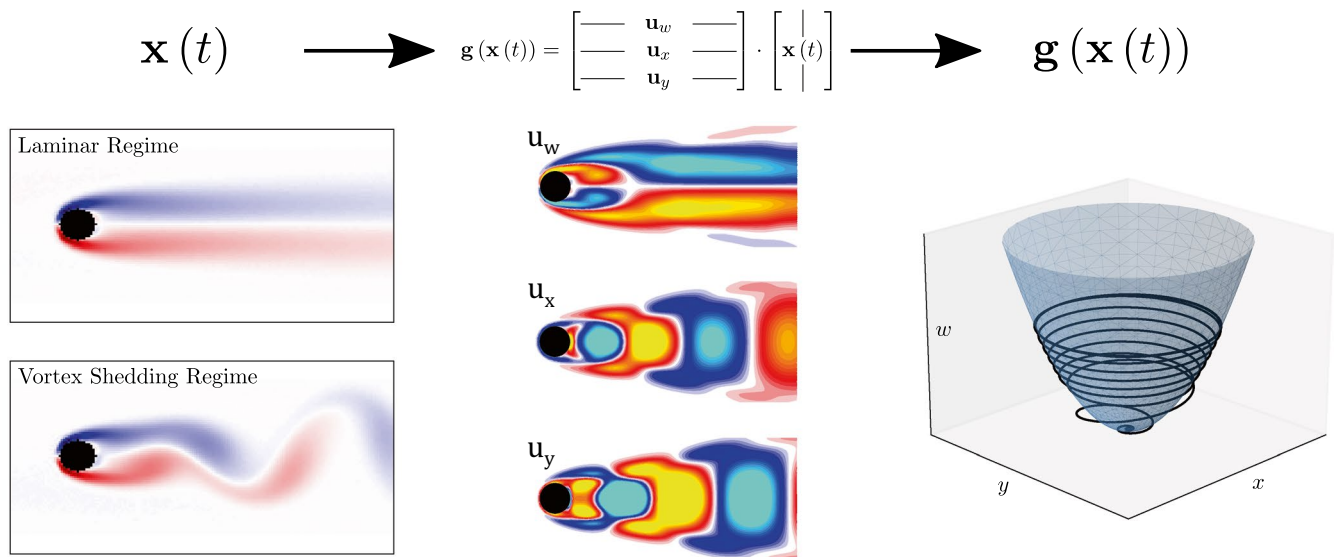 x (t)
g (x (t)) = [ — u_w — — u_x — — u_y — ] · [ | x (t) | ]
g (x (t))
Laminar Regime
Vortex Shedding Regime
u_w
u_x
u_y
w
y
x